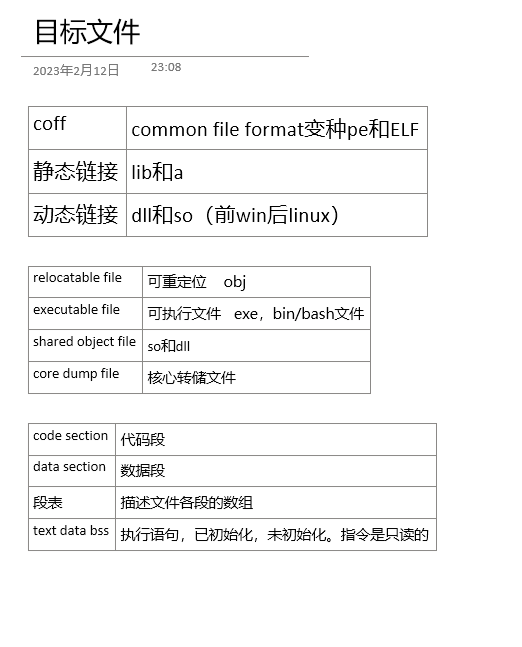 目标文件
2023年2月12日 23:08
coff common file format变种pe和ELF
静态链接 lib和a
动态链接 dll和so（前win后linux）
relocatable file 可重定位 obj
executable file 可执行文件 exe，bin/bash文件
shared object file so和dll
core dump file 核心转储文件
code section 代码段
data section 数据段
段表 描述文件各段的数组
text data bss 执行语句，已初始化，未初始化。指令是只读的